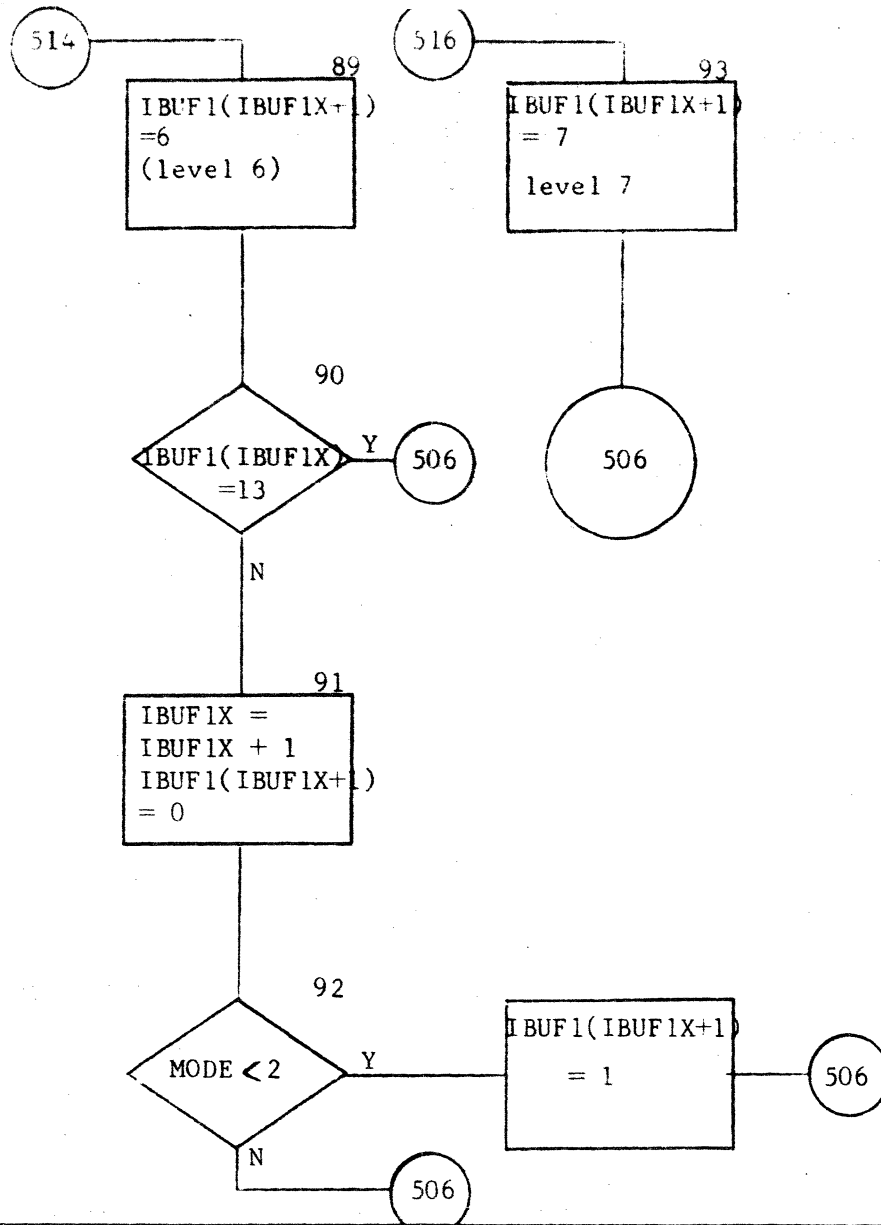 514
89
IBUF1(IBUF1X+1)
=6
(level 6)
90
IBUF1(IBUF1X)
=13
Y
506
N
91
IBUF1X =
IBUF1X + 1
IBUF1(IBUF1X+1)
= 0
92
MODE <2
Y
IBUF1(IBUF1X+1)
= 1
506
N
506
516
93
IBUF1(IBUF1X+1)
= 7
level 7
506